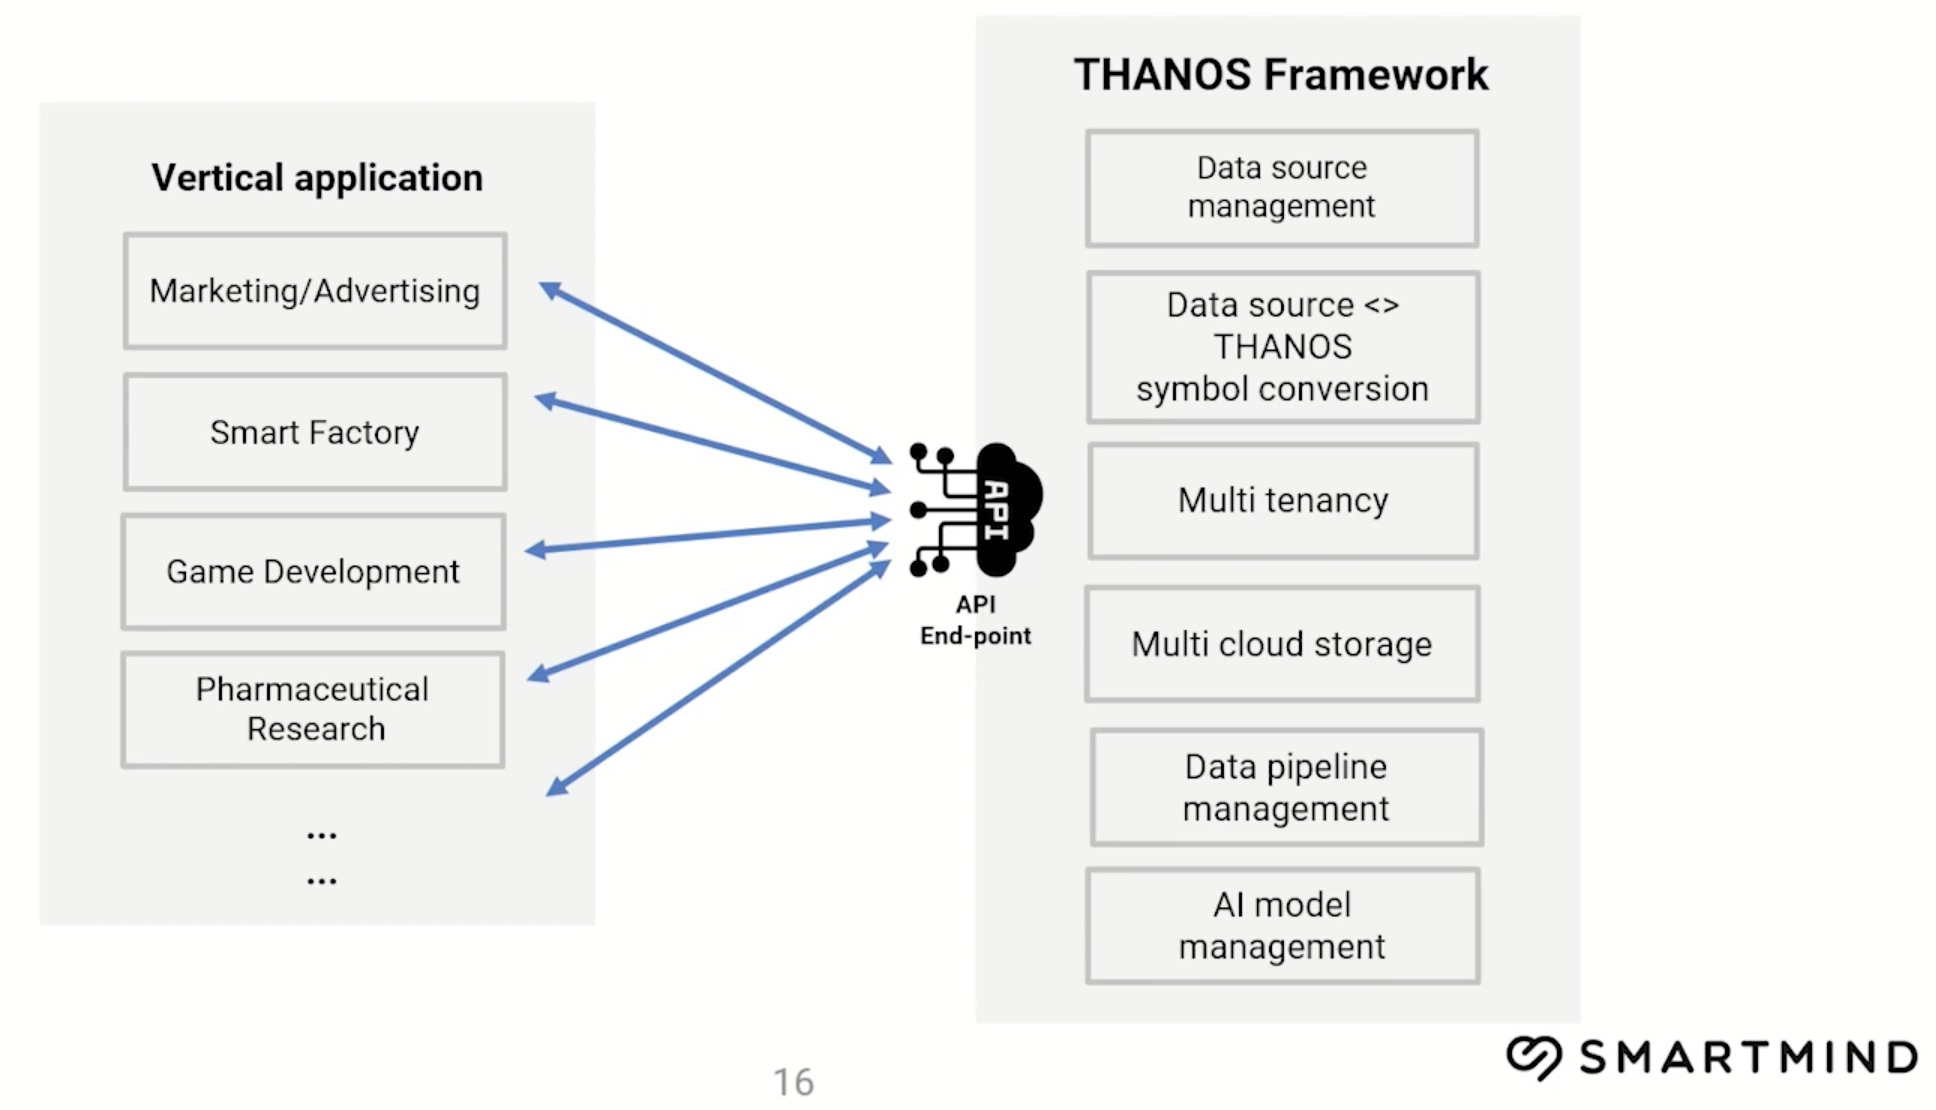 THANOS Framework
Vertical application
Marketing/Advertising
Smart Factory
Game Development
Pharmaceutical
Research
...
...
API
API
End-point
Data source
management
Data source <>
THANOS
symbol conversion
Multi tenancy
Multi cloud storage
Data pipeline
management
AI model
management
16
SMARTMIND